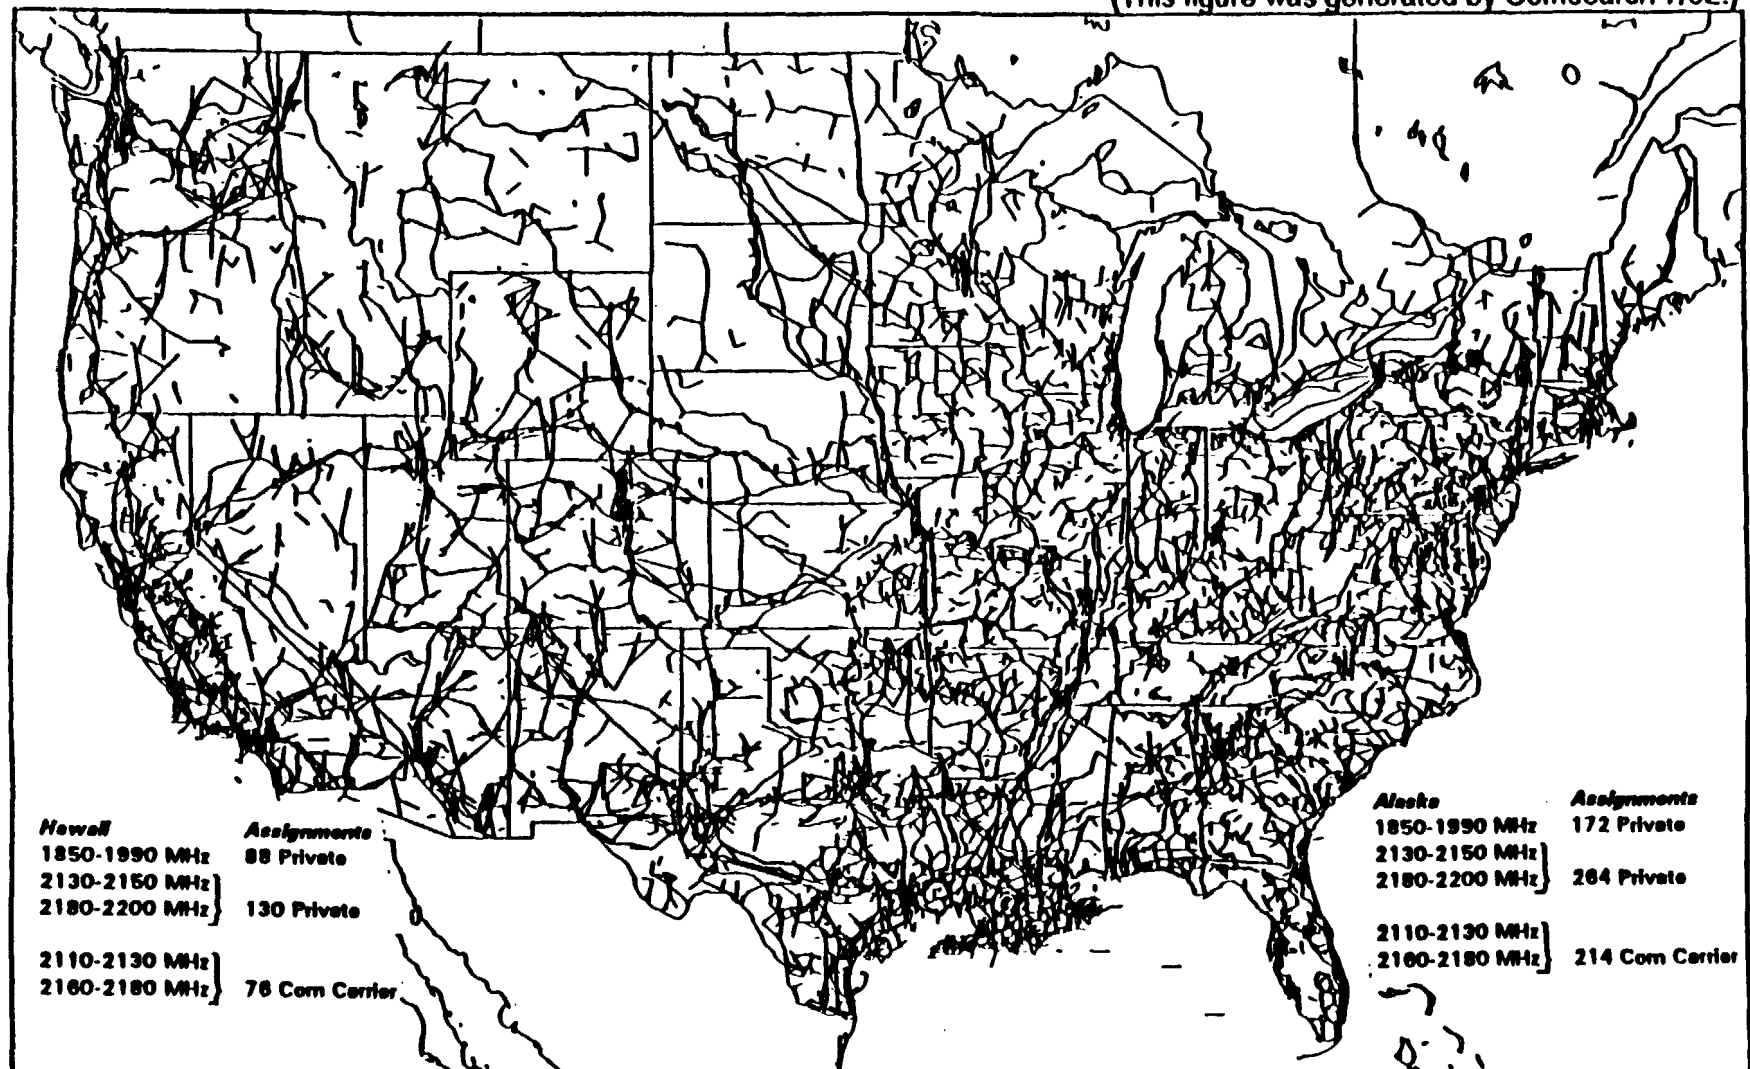 (This figure was generated by Comsearch 1/92.)
Hawaii Assignments
1850-1990 MHz 88 Private
2130-2150 MHz
2180-2200 MHz 130 Private
2110-2130 MHz
2160-2180 MHz 76 Com Carrier
Alaska Assignments
1850-1990 MHz 172 Private
2130-2150 MHz
2180-2200 MHz 264 Private
2110-2130 MHz
2160-2180 MHz 214 Com Carrier